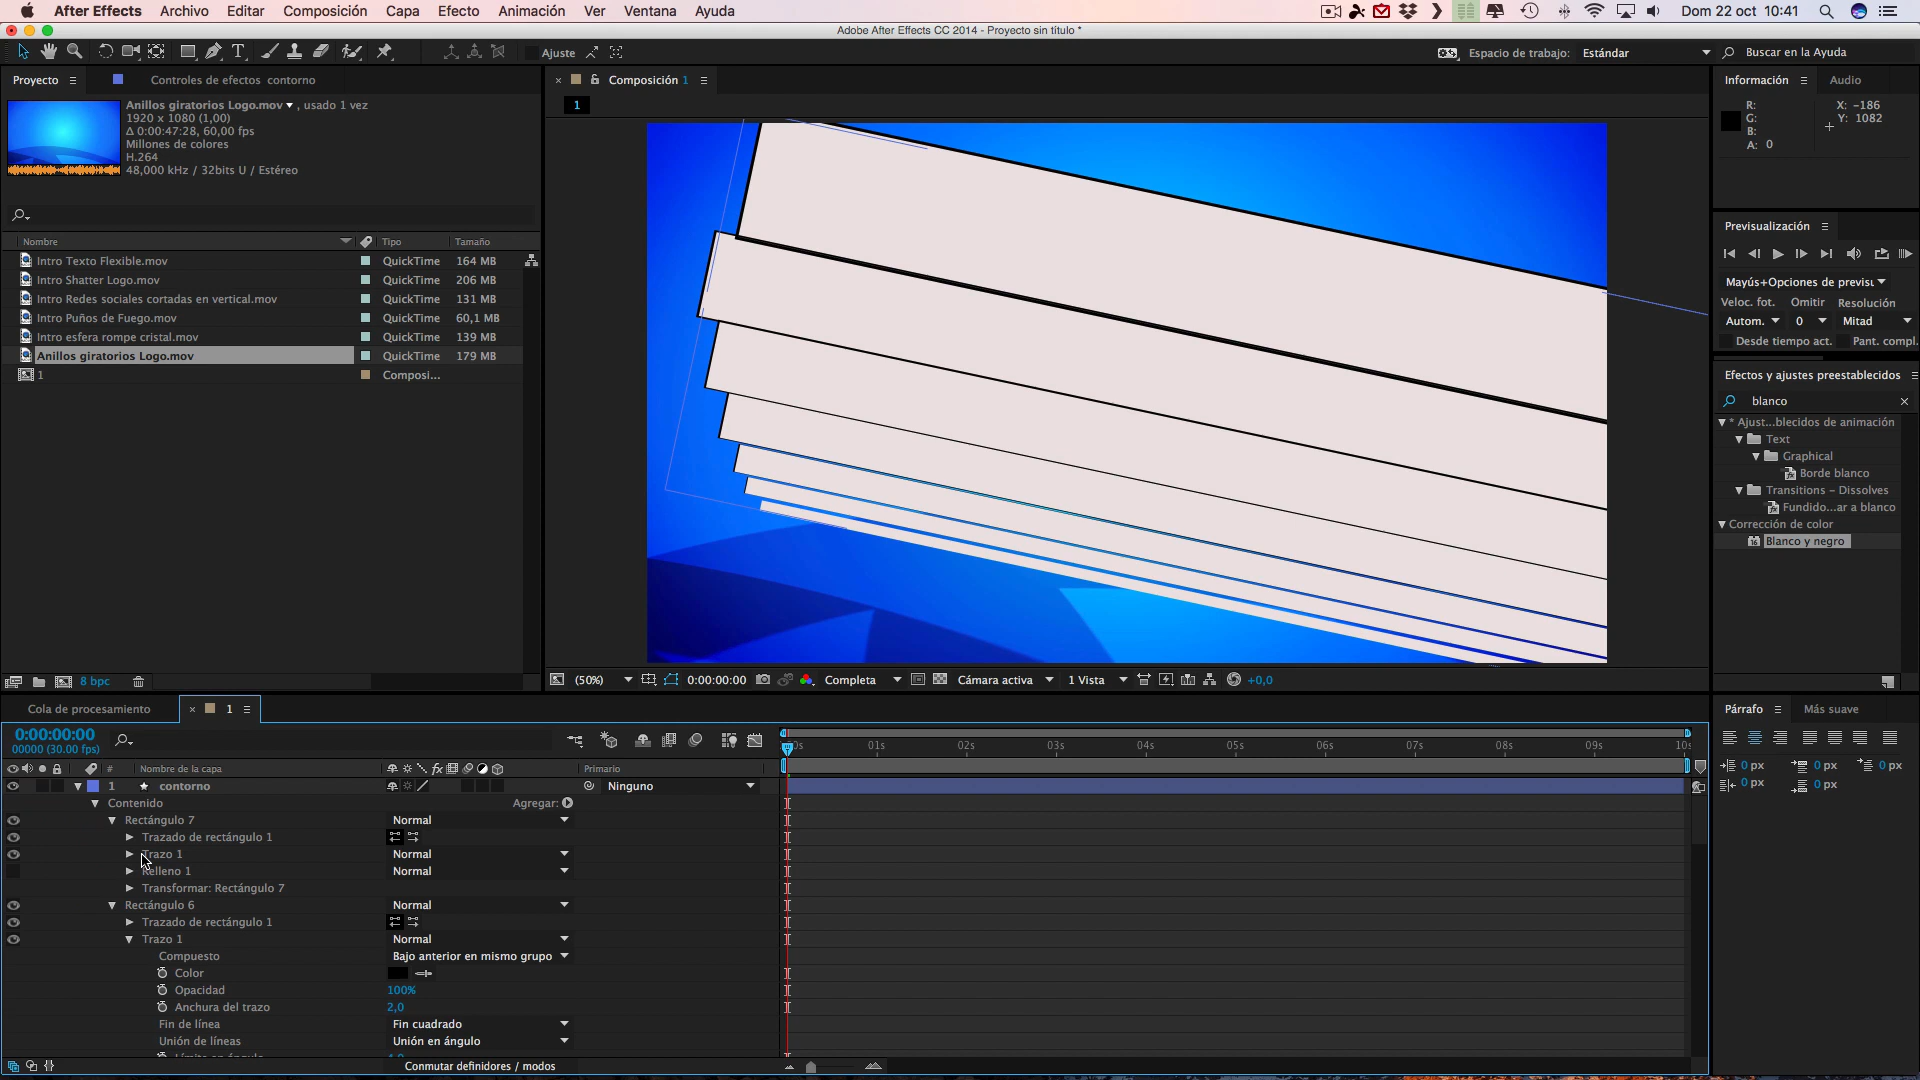 After Effects Archivo Editar Composición Capa Efecto Animación Ver Ventana Ayuda Dom 22 oct 10:41
Adobe After Effects CC 2014 - Proyecto sin título *
Ajuste Espacio de trabajo: Estándar Buscar en la Ayuda
Proyecto Controles de efectos contorno
Anillos giratorios Logo.mov , usado 1 vez
1920 x 1080 (1,00)
Δ 0:00:47:28, 60,00 fps
Millones de colores
H.264
48,000 kHz / 32bits U / Estéreo
Nombre Tipo Tamaño
Intro Texto Flexible.mov QuickTime 164 MB
Intro Shatter Logo.mov QuickTime 206 MB
Intro Redes sociales cortadas en vertical.mov QuickTime 131 MB
Intro Puños de Fuego.mov QuickTime 60,1 MB
Intro esfera rompe cristal.mov QuickTime 139 MB
Anillos giratorios Logo.mov QuickTime 179 MB
1 Composi...
8 bpc
Composición 1
1
(50%) 0:00:00:00 Completa Cámara activa 1 Vista +0,0
Información Audio
R: X: -186
G: Y: 1082
B:
A: 0
Previsualización
Mayús+Opciones de previsu
Veloc. fot. Omitir Resolución
Autom. 0 Mitad
Desde tiempo act. Pant. compl.
Efectos y ajustes preestablecidos
blanco
* Ajust...blecidos de animación
Text
Graphical
Borde blanco
Transitions - Dissolves
Fundido...ar a blanco
Corrección de color
Blanco y negro
Párrafo Más suave
0 px 0 px 0 px
0 px 0 px
Cola de procesamiento 1
0:00:00:00
00000 (30.00 fps)
01s 02s 03s 04s 05s 06s 07s 08s 09s
# Nombre de la capa Primario
1 contorno Ninguno
Contenido Agregar:
Rectángulo 7 Normal
Trazado de rectángulo 1
Trazo 1 Normal
Relleno 1 Normal
Transformar: Rectángulo 7
Rectángulo 6 Normal
Trazado de rectángulo 1
Trazo 1 Normal
Compuesto Bajo anterior en mismo grupo
Color
Opacidad 100%
Anchura del trazo 2,0
Fin de línea Fin cuadrado
Unión de líneas Unión en ángulo
Conmutar definidores / modos